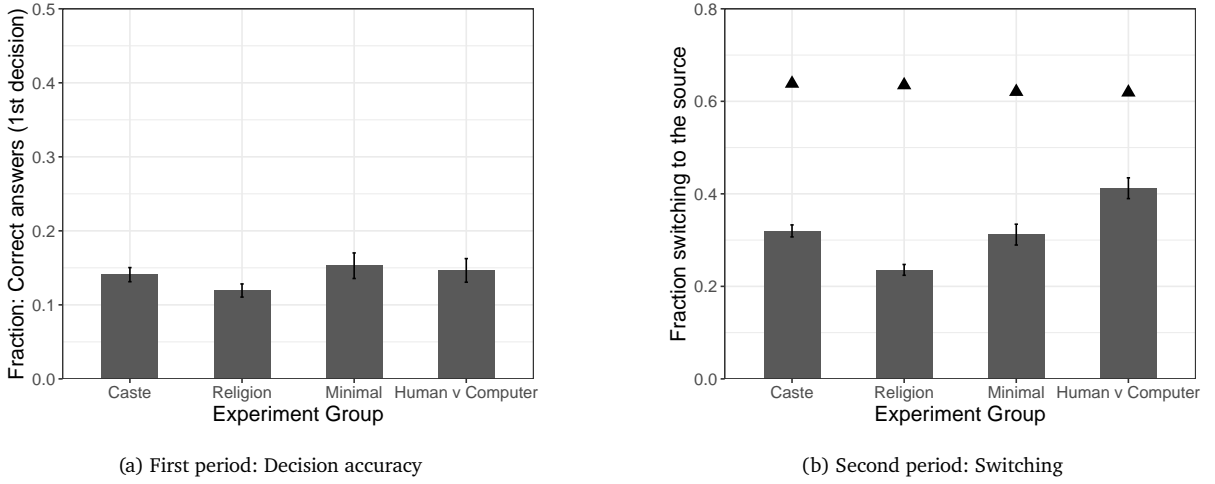 Fraction: Correct answers (1st decision)
0.5
0.4
0.3
0.2
0.1
0.0
Caste Religion Minimal Human v Computer
Experiment Group
(a) First period: Decision accuracy
Fraction switching to the source
0.8
0.6
0.4
0.2
0.0
Caste Religion Minimal Human v Computer
Experiment Group
(b) Second period: Switching